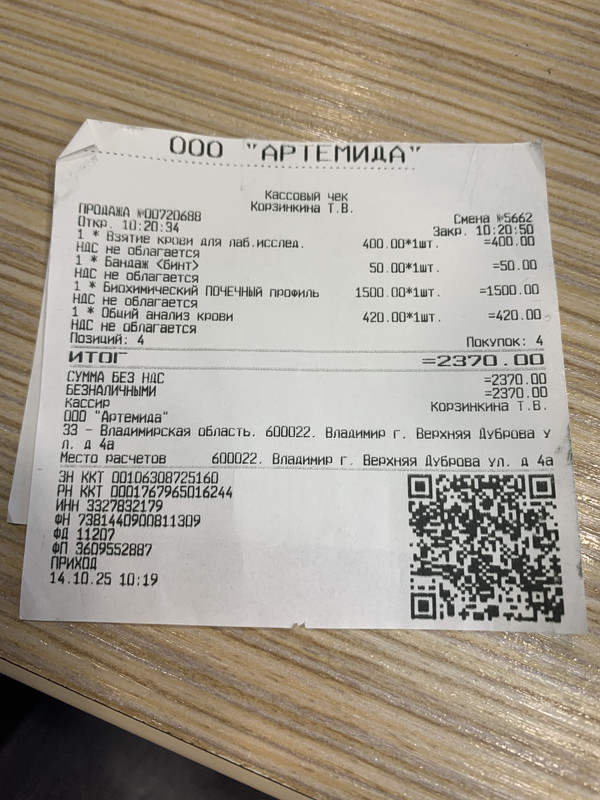 ООО "АРТЕМИДА"
Кассовый чек
Корзинкина Т.В.
ПРОДАЖА №00720688
Смена №5662
Откр. 10:20:34
Закр. 10:20:50
1 * Взятие крови для лаб.исслед. 400.00*1шт. =400.00
НДС не облагается
1 * Бандаж <бинт> 50.00*1шт. =50.00
НДС не облагается
1 * Биохимический ПОЧЕЧНЫЙ профиль 1500.00*1шт. =1500.00
НДС не облагается
1 * Общий анализ крови 420.00*1шт. =420.00
НДС не облагается
Позиций: 4 Покупок: 4
ИТОГ =2370.00
СУММА БЕЗ НДС =2370.00
БЕЗНАЛИЧНЫМИ =2370.00
Кассир Корзинкина Т.В.
ООО "Артемида"
33 - Владимирская область. 600022. Владимир г. Верхняя Дуброва у
л. д 4а
Место расчетов 600022. Владимир г. Верхняя Дуброва ул. д 4а
ЗН ККТ 00106308725160
РН ККТ 0001767965016244
ИНН 3327832179
ФН 7381440900811309
ФД 11207
ФП 3609552887
ПРИХОД
14.10.25 10:19